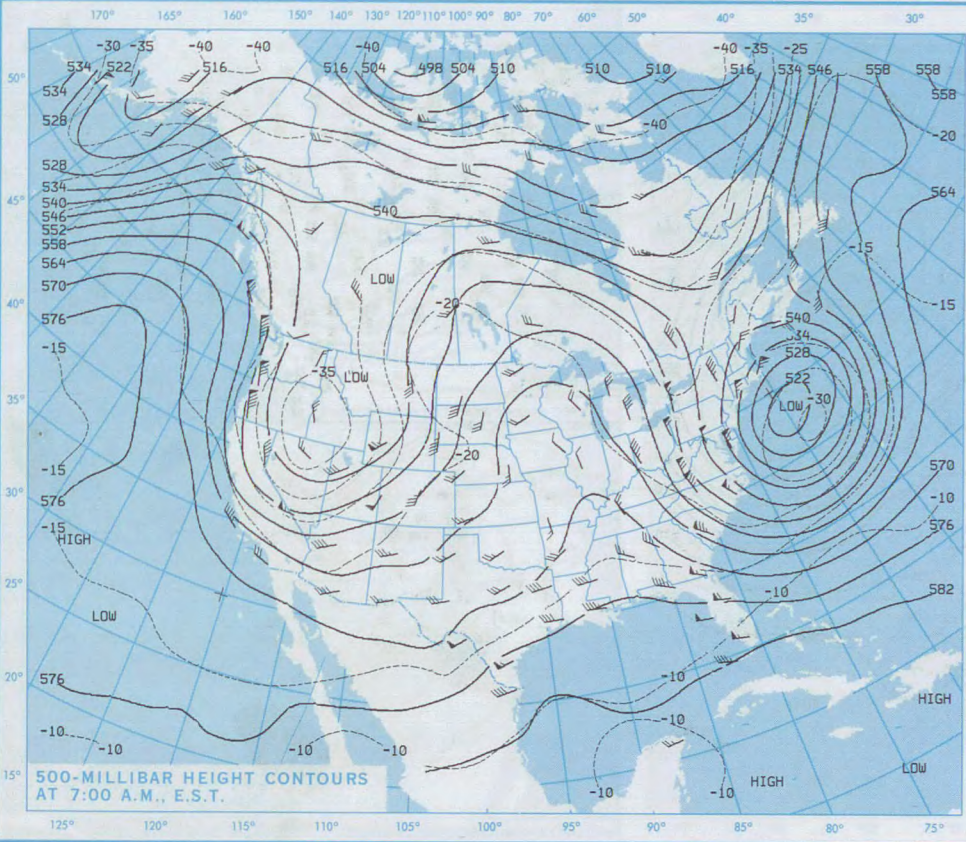 170° 165° 160° 150° 140° 130° 120° 110° 100° 90° 80° 70° 60° 50° 40° 35° 30°
-30 -35 -40 -40 -40 -40 -35 -25
534 522 516 516 504 498 504 510 510 510 516 534 546 558 558
50°
534 558
528 -40 -20
528
534 564
45°
540 540
546
552
558 -15
564 LOW
570
40° -20 -15
576 540
534
-15 528
-35 LOW 522
35° LOW -30
-20
-15 570
30° 576 -10
-15 576
HIGH
25° -10 582
LOW
20° 576 -10
HIGH
-10 -10
-10 -10 -10
15° LOW
500-MILLIBAR HEIGHT CONTOURS HIGH
AT 7:00 A.M., E.S.T. -10 -10
125° 120° 115° 110° 105° 100° 95° 90° 85° 80° 75°